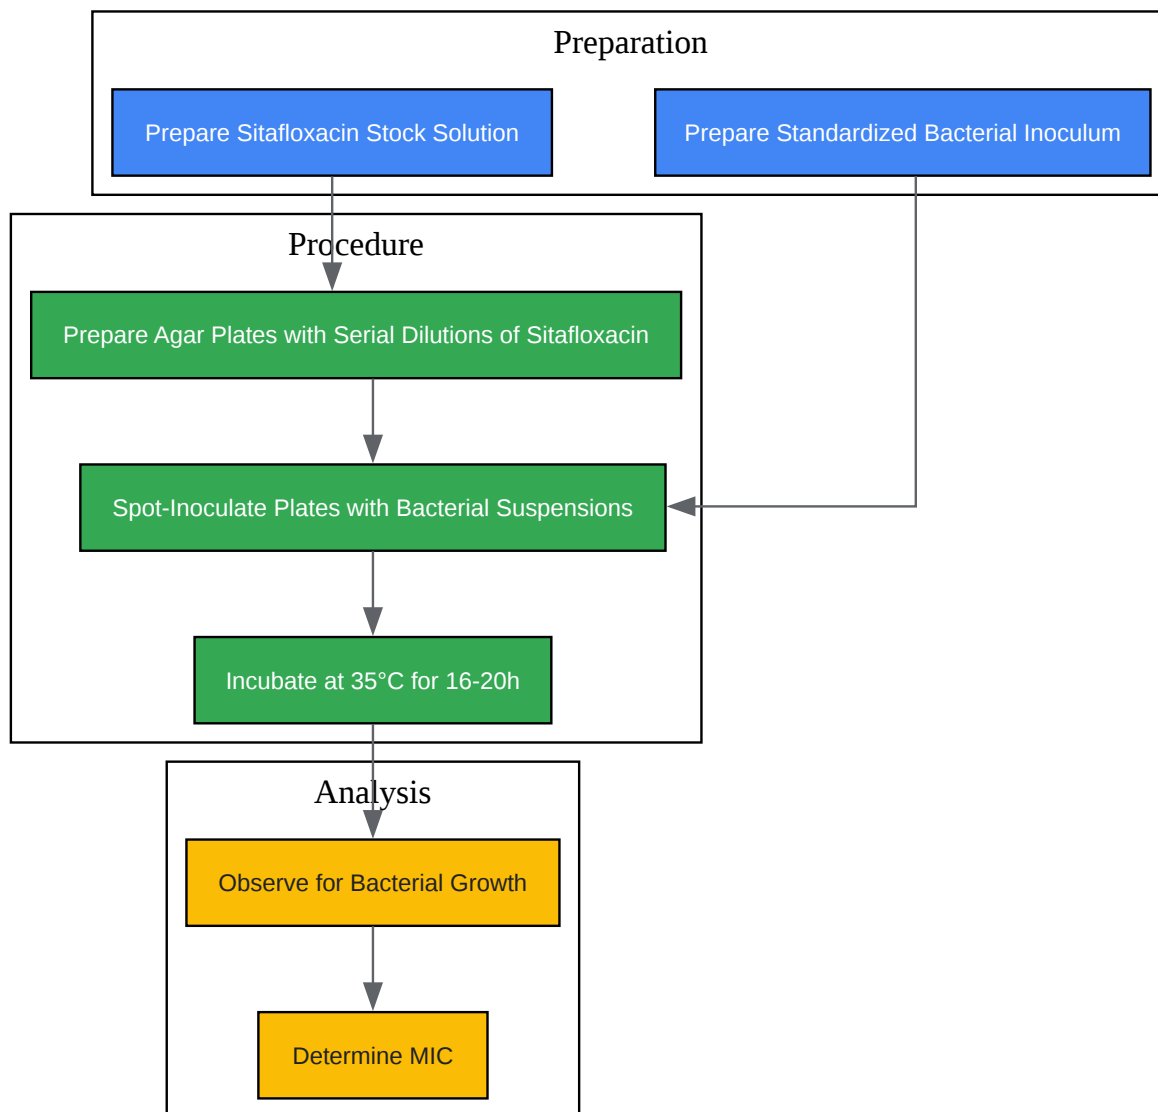 Preparation
Prepare Sitafloxacin Stock Solution
Prepare Standardized Bacterial Inoculum
Procedure
Prepare Agar Plates with Serial Dilutions of Sitafloxacin
Spot-Inoculate Plates with Bacterial Suspensions
Incubate at 35°C for 16-20h
Analysis
Observe for Bacterial Growth
Determine MIC